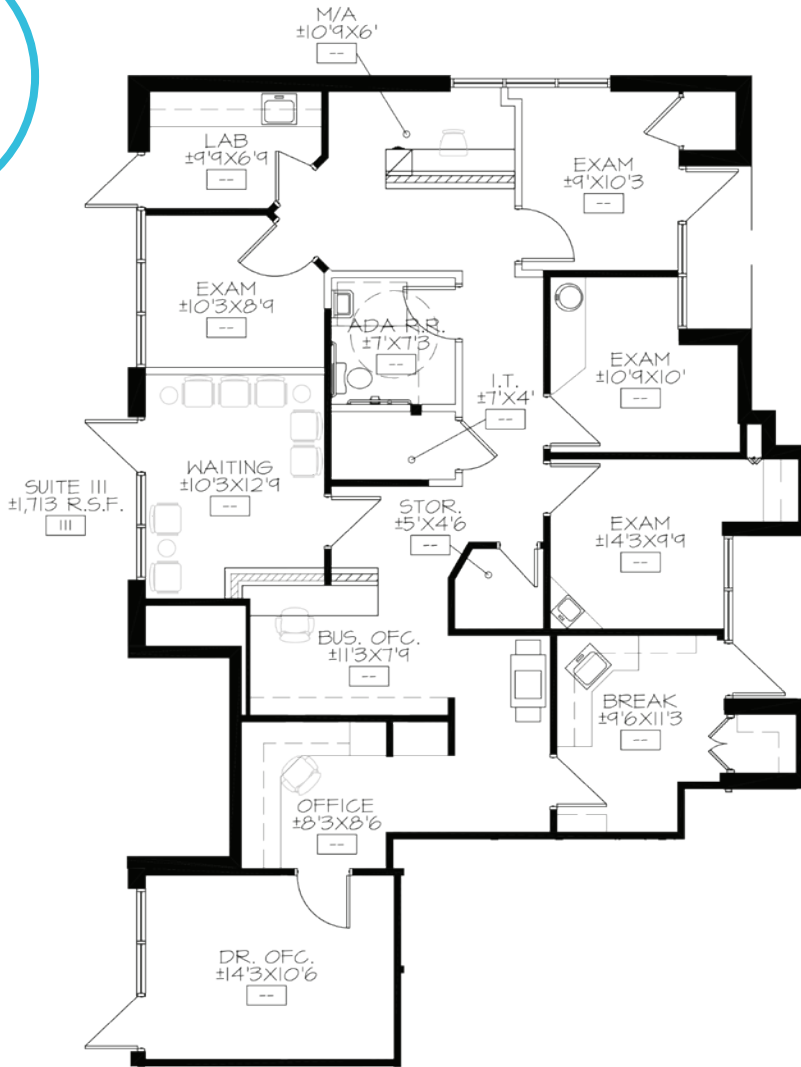 M/A
±10'9X6'
--
LAB
±9'9X6'9
--
EXAM
±9'X10'3
--
EXAM
±10'3X8'9
--
ADA R.R.
±7'X7'3
--
EXAM
±10'9X10'
--
I.T.
±7'X4'
--
WAITING
±10'3X12'9
--
SUITE 111
±1,713 R.S.F.
111
STOR.
±5'X4'6
--
EXAM
±14'3X9'9
--
BUS. OFC.
±11'3X7'9
--
BREAK
±9'6X11'3
--
OFFICE
±8'3X8'6
--
DR. OFC.
±14'3X10'6
--